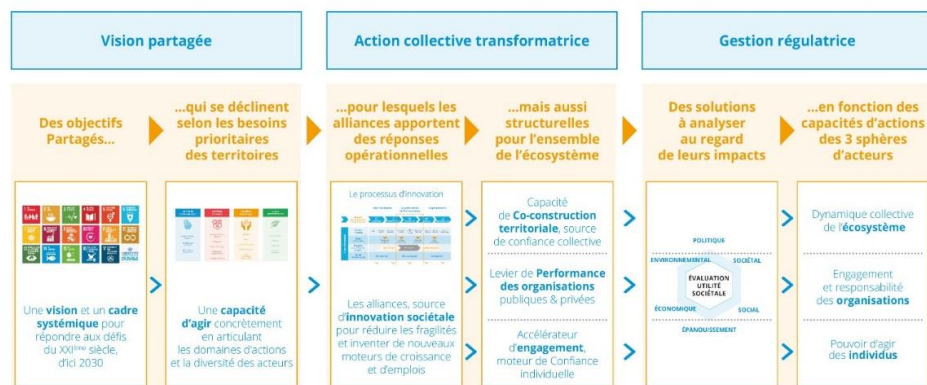 Vision partagée
Action collective transformatrice
Gestion régulatrice
Des objectifs
Partagés...
...qui se déclinent
selon les besoins
prioritaires
des territoires
...pour lesquels les
alliances apportent
des réponses
opérationnelles
...mais aussi
structurelles
pour l'ensemble
de l'écosystème
Des solutions
à analyser
au regard
de leurs impacts
...en fonction des
capacités d'actions
des 3 sphères
d'acteurs
Une vision et un cadre
systémique pour
répondre aux défis
du XXIème siècle,
d'ici 2030
Une capacité
d'agir concrètement
en articulant
les domaines d'actions
et la diversité des acteurs
Le processus d'innovation
Les alliances, source
d'innovation sociétale
pour réduire les fragilités
et inventer de nouveaux
moteurs de croissance
et d'emplois
Capacité
de Co-construction
territoriale, source
de confiance collective
Levier de Performance
des organisations
publiques & privées
Accélérateur
d'engagement,
moteur de Confiance
individuelle
POLITIQUE
ENVIRONNEMENTAL
SOCIÉTAL
ÉVALUATION
UTILITÉ
SOCIÉTALE
ÉCONOMIQUE
SOCIAL
ÉPANOUISSEMENT
Dynamique collective
de l'écosystème
Engagement
et responsabilité
des organisations
Pouvoir d'agir
des individus